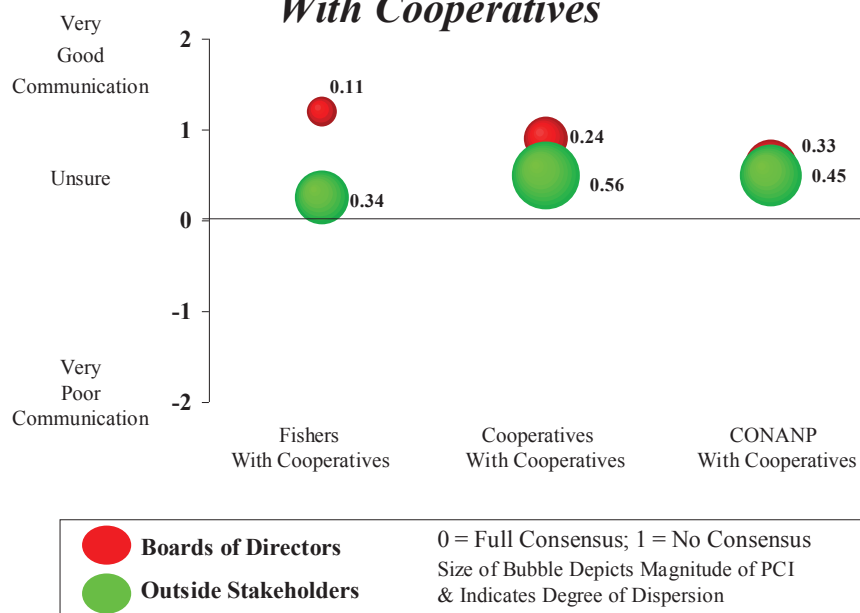 With Cooperatives
Very
Good
Communication
Unsure
Very
Poor
Communication
2
1
0
-1
-2
0.11
0.34
0.24
0.56
0.33
0.45
Fishers
With Cooperatives
Cooperatives
With Cooperatives
CONANP
With Cooperatives
Boards of Directors
Outside Stakeholders
0 = Full Consensus; 1 = No Consensus
Size of Bubble Depicts Magnitude of PCI
& Indicates Degree of Dispersion